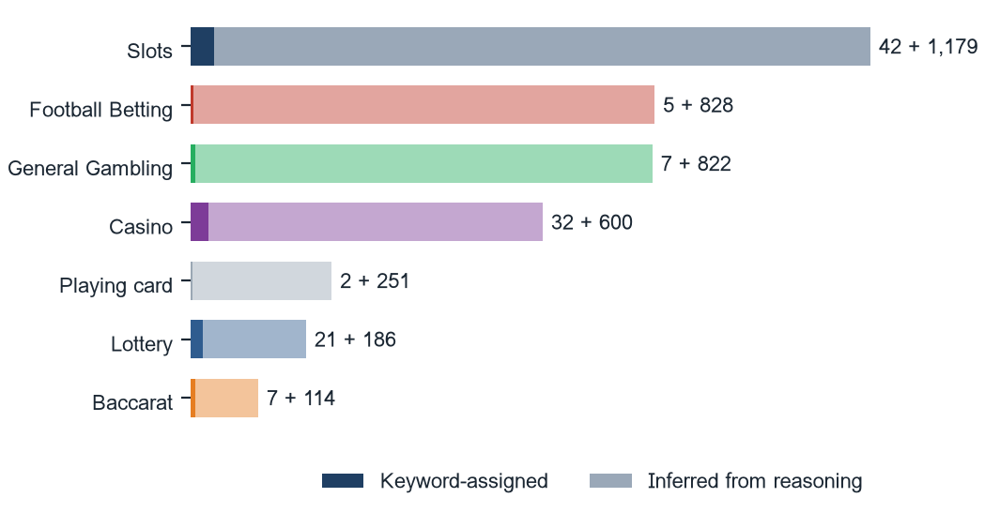 Slots 42 + 1,179
Football Betting 5 + 828
General Gambling 7 + 822
Casino 32 + 600
Playing card 2 + 251
Lottery 21 + 186
Baccarat 7 + 114
Keyword-assigned Inferred from reasoning